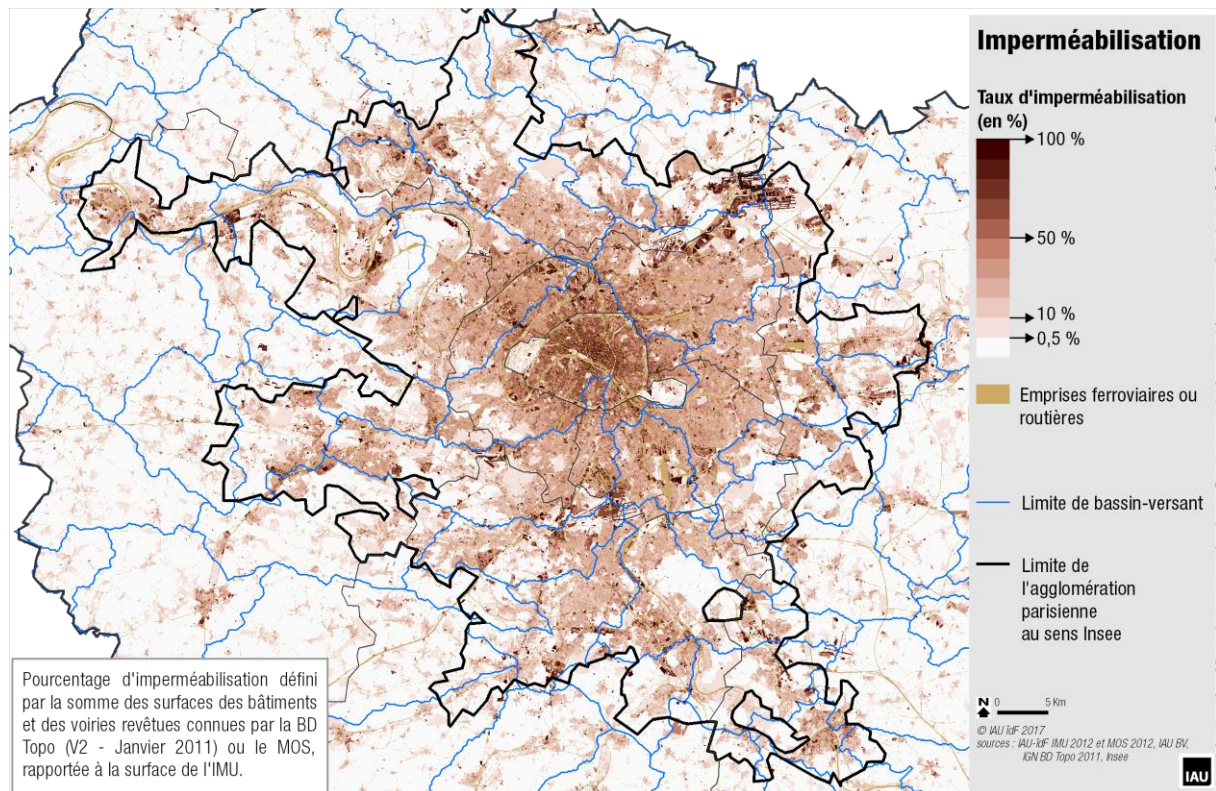 Imperméabilisation
Taux d'imperméabilisation
(en %)
100 %
50 %
10 %
0,5 %
Emprises ferroviaires ou
routières
Limite de bassin-versant
Limite de
l'agglomération
parisienne
au sens Insee
N 0 5 Km
© IAU îdF 2017
sources : IAU-îdF IMU 2012 et MOS 2012, IAU BV,
IGN BD Topo 2011, Insee
IAU
Pourcentage d'imperméabilisation défini
par la somme des surfaces des bâtiments
et des voiries revêtues connues par la BD
Topo (V2 - Janvier 2011) ou le MOS,
rapportée à la surface de l'IMU.